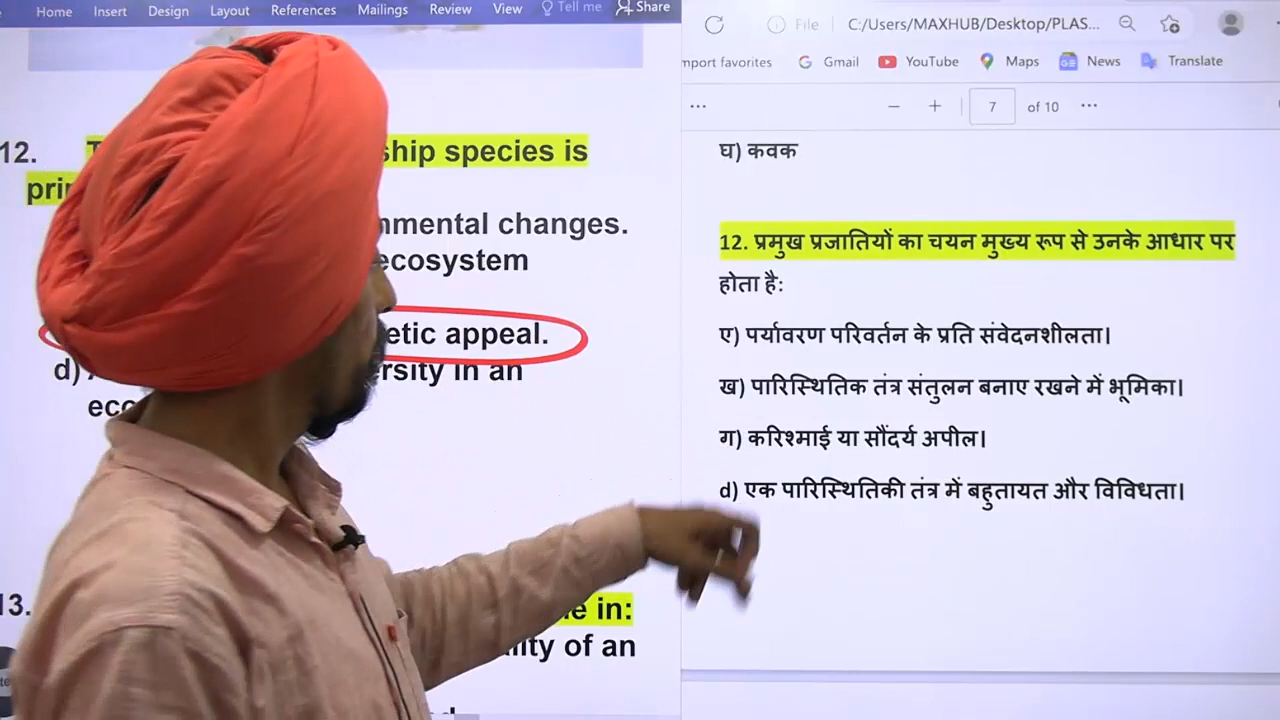 Home Insert Design Layout References Mailings Review View Tell me Share
12. ship species is
nmental changes.
ecosystem
etic appeal.
d) rsity in an
13. in:
of an
File C:/Users/MAXHUB/Desktop/PLAS...
mport favorites Gmail YouTube Maps GE News Translate
... − + 7 of 10 ...
घ) कवक
12. प्रमुख प्रजातियों का चयन मुख्य रूप से उनके आधार पर
होता है:
ए) पर्यावरण परिवर्तन के प्रति संवेदनशीलता।
ख) पारिस्थितिक तंत्र संतुलन बनाए रखने में भूमिका।
ग) करिश्माई या सौंदर्य अपील।
d) एक पारिस्थितिकी तंत्र में बहुतायत और विविधता।